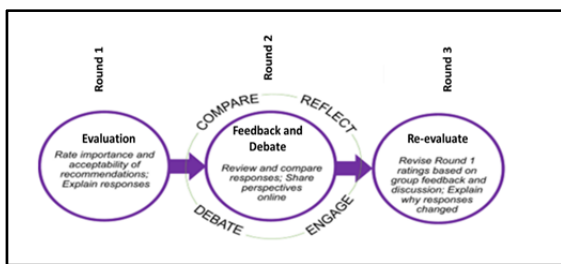 Round 1
Round 2
Round 3
Evaluation
Rate importance and
acceptability of
recommendations;
Explain responses
COMPARE
REFLECT
Feedback and
Debate
Review and compare
responses; Share
perspectives
online
DEBATE
ENGAGE
Re-evaluate
Revise Round 1
ratings based on
group feedback and
discussion; Explain
why responses
changed